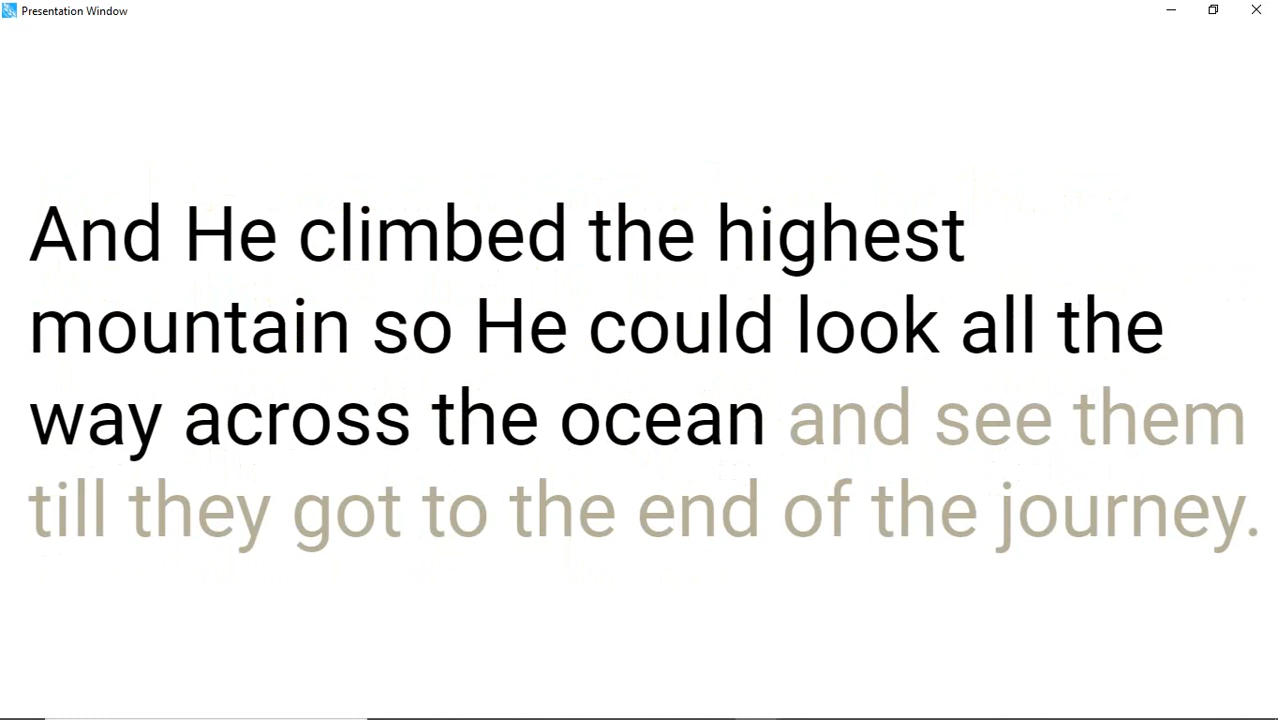 Presentation Window
And He climbed the highest
mountain so He could look all the
way across the ocean and see them
till they got to the end of the journey.